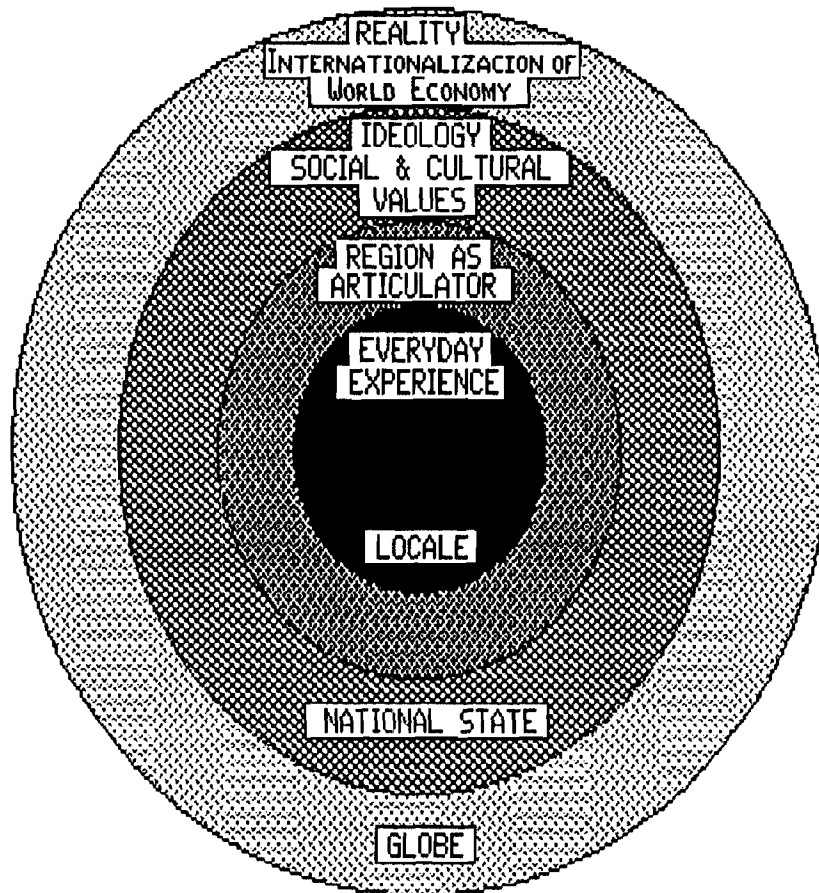 REALITY
INTERNATIONALIZACION OF
WORLD ECONOMY
IDEOLOGY
SOCIAL & CULTURAL
VALUES
REGION AS
ARTICULATOR
EVERYDAY
EXPERIENCE
LOCALE
NATIONAL STATE
GLOBE